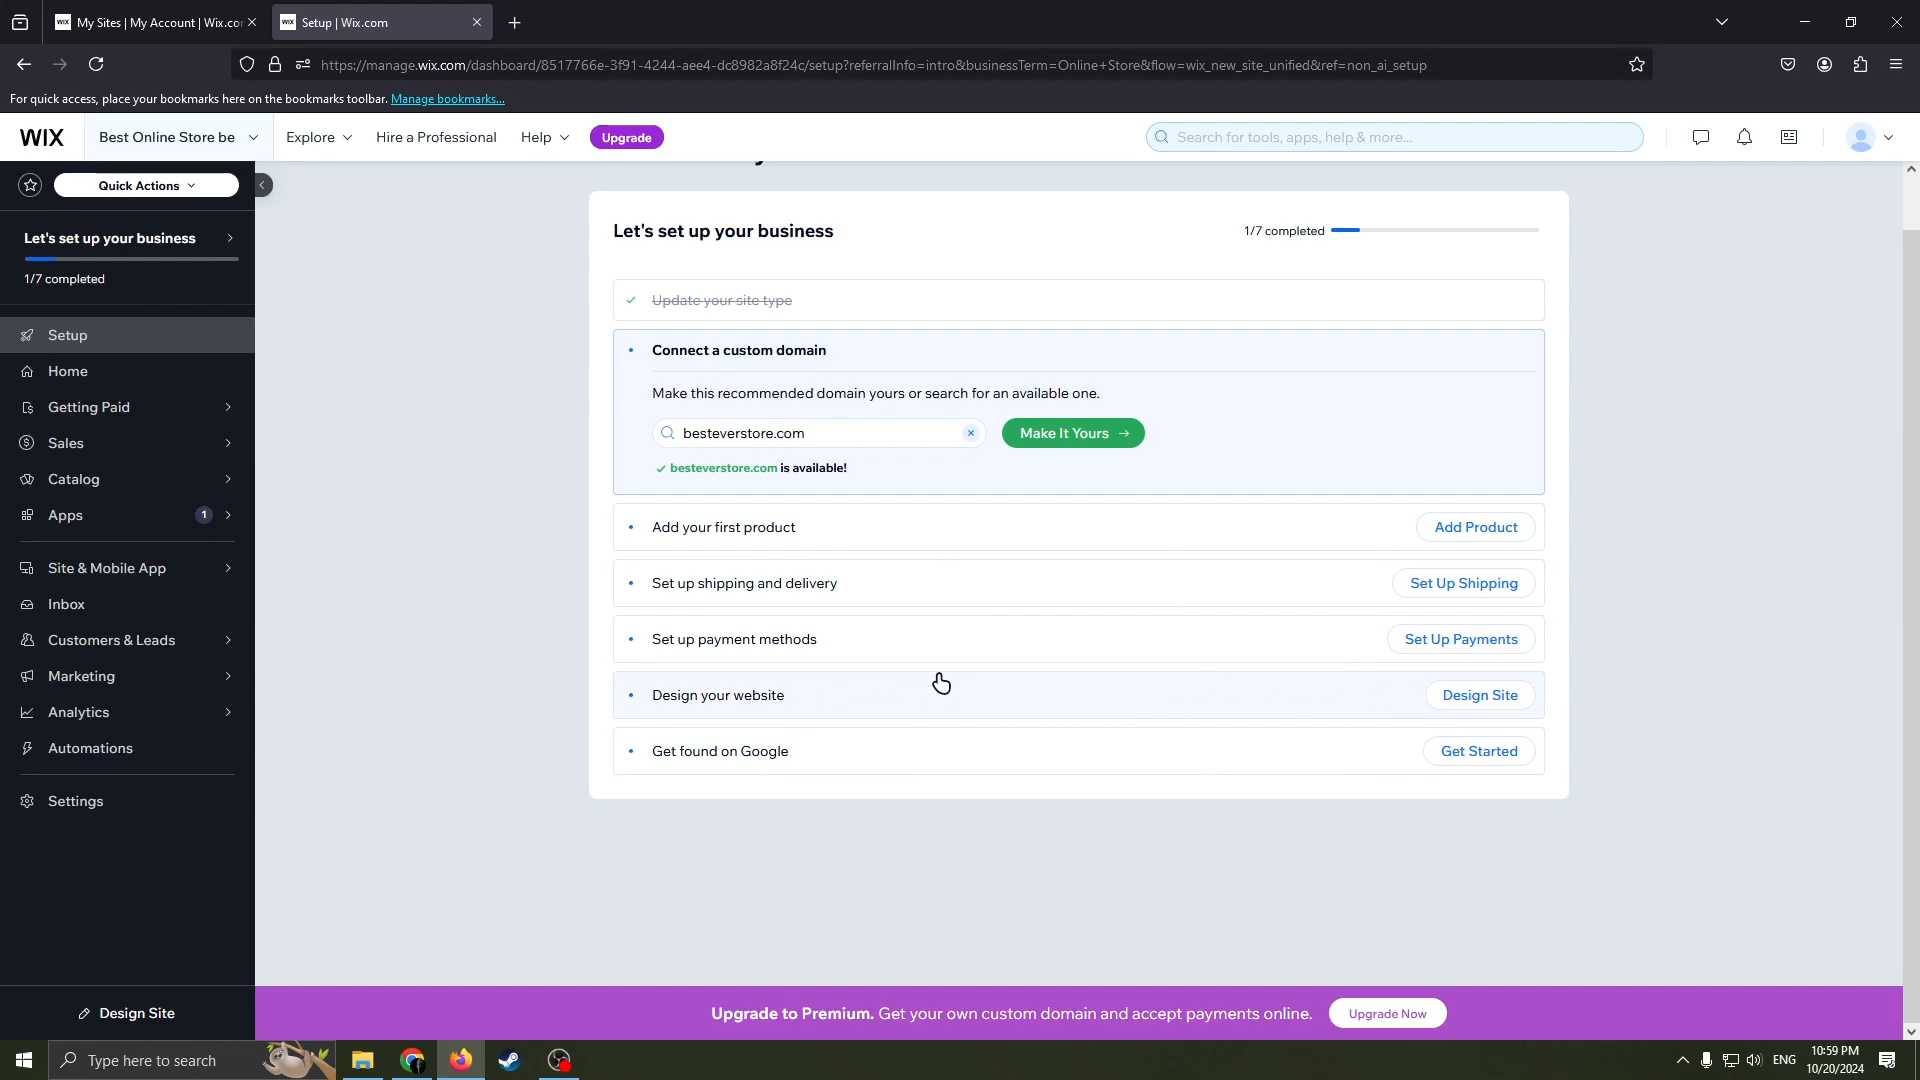 My Sites | My Account | Wix.co
Setup | Wix.com
https://manage.wix.com/dashboard/8517766e-3f91-4244-aee4-dc8982a8f24c/setup?referralInfo=intro&businessTerm=Online+Store&flow=wix_new_site_unified&ref=non_ai_setup
For quick access, place your bookmarks here on the bookmarks toolbar. Manage bookmarks...
WIX
Best Online Store be
Explore
Hire a Professional
Help
Upgrade
Search for tools, apps, help & more...
Quick Actions
Let's set up your business
1/7 completed
Setup
Home
Getting Paid
Sales
Catalog
Apps
1
Site & Mobile App
Inbox
Customers & Leads
Marketing
Analytics
Automations
Settings
Design Site
Let's set up your business
1/7 completed
Update your site type
Connect a custom domain
Make this recommended domain yours or search for an available one.
besteverstore.com
Make It Yours →
besteverstore.com is available!
Add your first product
Add Product
Set up shipping and delivery
Set Up Shipping
Set up payment methods
Set Up Payments
Design your website
Design Site
Get found on Google
Get Started
Upgrade to Premium. Get your own custom domain and accept payments online.
Upgrade Now
Type here to search
ENG
10:59 PM
10/20/2024